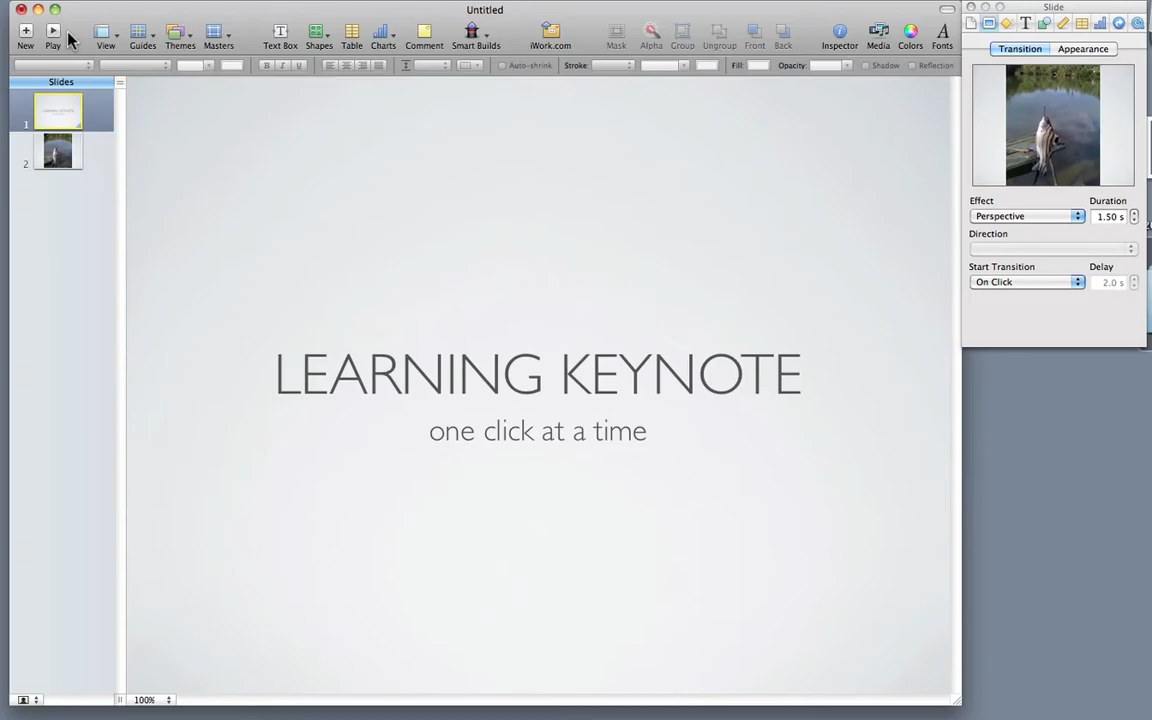 Untitled
Slide
New Play View Guides Themes Masters Text Box Shapes Table Charts Comment Smart Builds iWork.com Mask Alpha Group Ungroup Front Back Inspector Media Colors Fonts
B I U Auto-shrink Stroke: Fill: Opacity: Shadow Reflection
Slides
1
2
LEARNING KEYNOTE
one click at a time
100%
Transition Appearance
Effect Duration
Perspective 1.50 s
Direction
Start Transition Delay
On Click 2.0 s